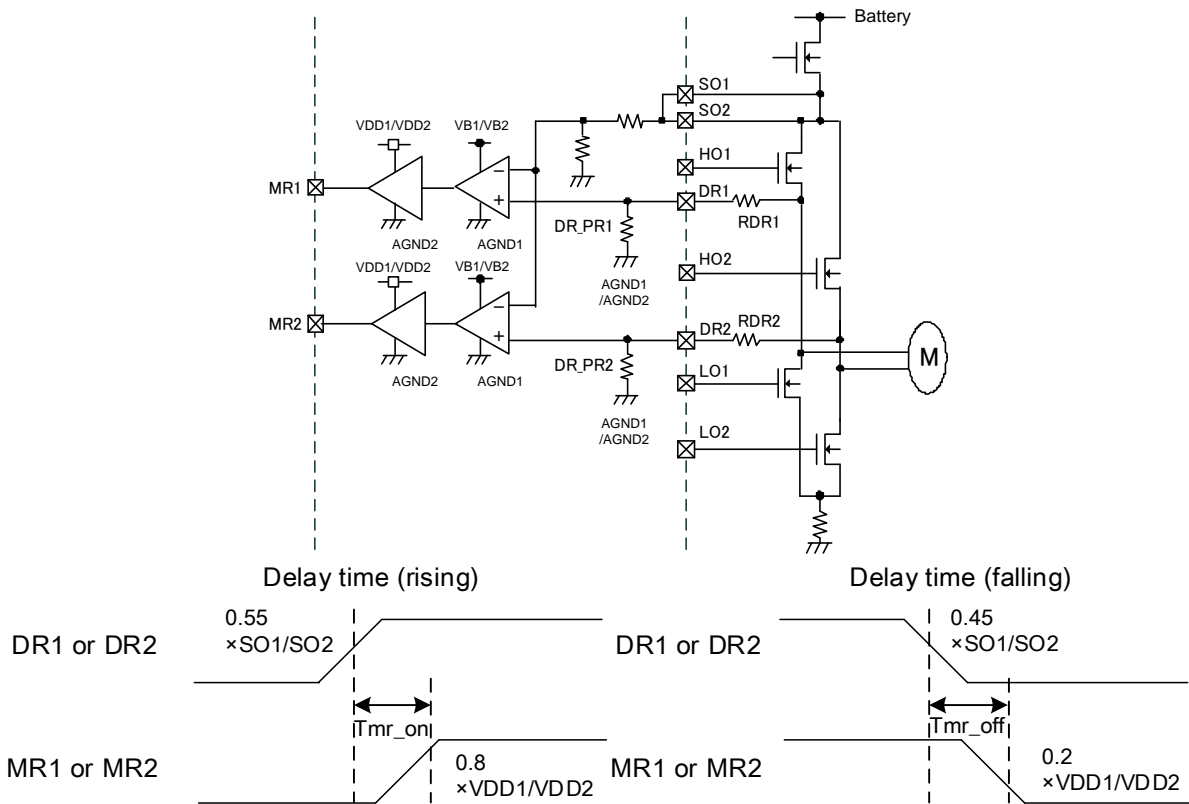 Battery
SO1
SO2
VDD1/VDD2
VB1/VB2
HO1
MR1
DR1
RDR1
DR_PR1
AGND2
AGND1
AGND1
/AGND2
VDD1/VDD2
VB1/VB2
HO2
MR2
DR2
RDR2
M
DR_PR2
AGND2
AGND1
LO1
AGND1
/AGND2
LO2
Delay time (rising)
0.55
×SO1/SO2
DR1 or DR2
Tmr_on
MR1 or MR2
0.8
×VDD1/VDD2
Delay time (falling)
0.45
×SO1/SO2
DR1 or DR2
Tmr_off
MR1 or MR2
0.2
×VDD1/VDD2